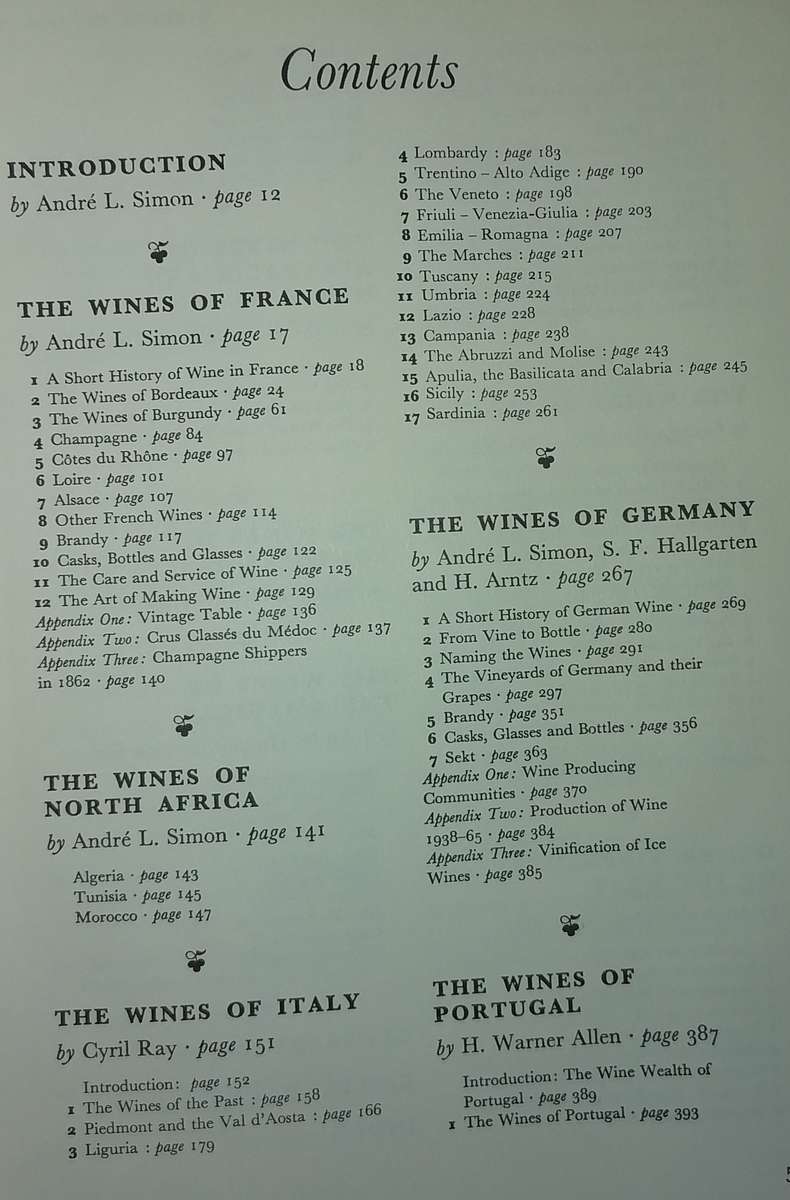 Contents
INTRODUCTION
by André L. Simon · page 12
THE WINES OF FRANCE
by André L. Simon · page 17
1 A Short History of Wine in France · page 18
2 The Wines of Bordeaux · page 24
3 The Wines of Burgundy · page 61
4 Champagne · page 84
5 Côtes du Rhône · page 97
6 Loire · page 101
7 Alsace · page 107
8 Other French Wines · page 114
9 Brandy · page 117
10 Casks, Bottles and Glasses · page 122
11 The Care and Service of Wine · page 125
12 The Art of Making Wine · page 129
Appendix One: Vintage Table · page 136
Appendix Two: Crus Classés du Médoc · page 137
Appendix Three: Champagne Shippers
in 1862 · page 140
THE WINES OF
NORTH AFRICA
by André L. Simon · page 141
Algeria · page 143
Tunisia · page 145
Morocco · page 147
THE WINES OF ITALY
by Cyril Ray · page 151
Introduction: page 152
1 The Wines of the Past : page 158
2 Piedmont and the Val d'Aosta : page 166
3 Liguria : page 179
4 Lombardy : page 183
5 Trentino – Alto Adige : page 190
6 The Veneto : page 198
7 Friuli – Venezia-Giulia : page 203
8 Emilia – Romagna : page 207
9 The Marches : page 211
10 Tuscany : page 215
11 Umbria : page 224
12 Lazio : page 228
13 Campania : page 238
14 The Abruzzi and Molise : page 243
15 Apulia, the Basilicata and Calabria : page 245
16 Sicily : page 253
17 Sardinia : page 261
THE WINES OF GERMANY
by André L. Simon, S. F. Hallgarten
and H. Arntz · page 267
1 A Short History of German Wine · page 269
2 From Vine to Bottle · page 280
3 Naming the Wines · page 291
4 The Vineyards of Germany and their
Grapes · page 297
5 Brandy · page 351
6 Casks, Glasses and Bottles · page 356
7 Sekt · page 363
Appendix One: Wine Producing
Communities · page 370
Appendix Two: Production of Wine
1938–65 · page 384
Appendix Three: Vinification of Ice
Wines · page 385
THE WINES OF
PORTUGAL
by H. Warner Allen · page 387
Introduction: The Wine Wealth of
Portugal · page 389
1 The Wines of Portugal · page 393